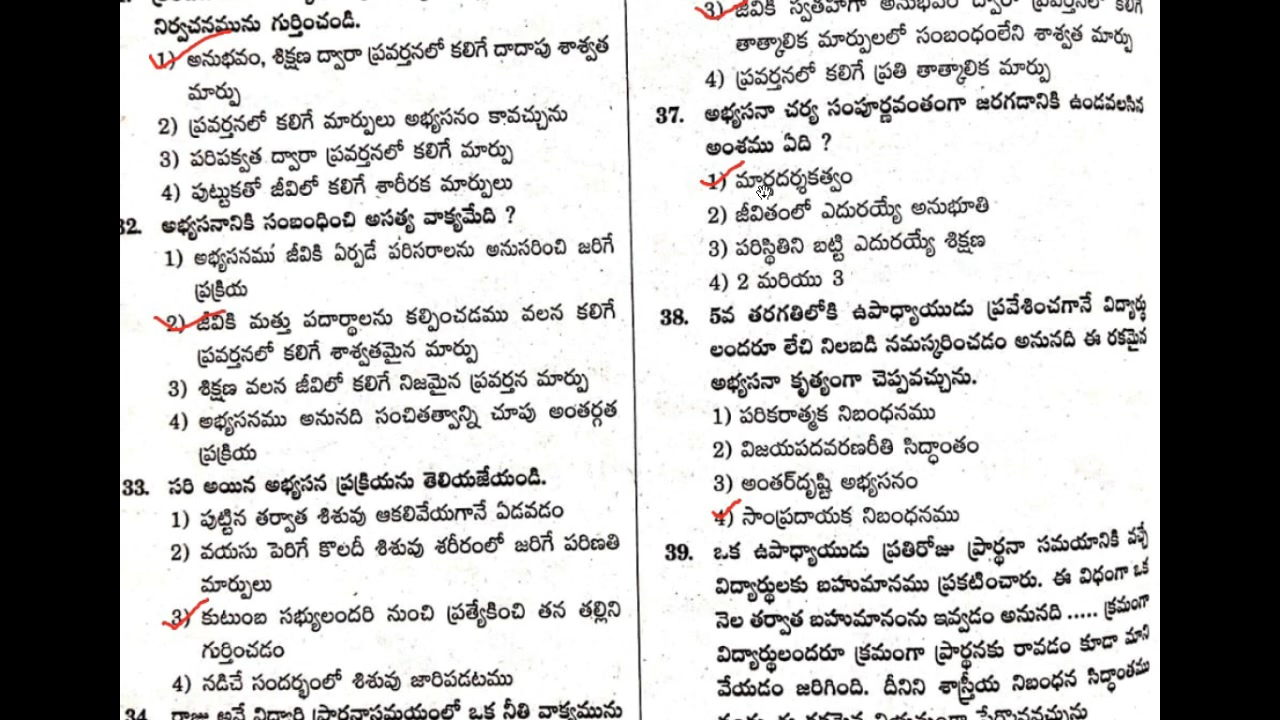 నిర్వచనమును గుర్తించండి.
1) అనుభవం, శిక్షణ ద్వారా ప్రవర్తనలో కలిగే దాదాపు శాశ్వత
మార్పు
2) ప్రవర్తనలో కలిగే మార్పులు అభ్యసనం కావచ్చును
3) పరిపక్వత ద్వారా ప్రవర్తనలో కలిగే మార్పు
4) పుట్టుకతో జీవిలో కలిగే శారీరక మార్పులు
32. అభ్యసనానికి సంబంధించి అసత్య వాక్యమేది ?
1) అభ్యసనము జీవికి ఏర్పడే పరిసరాలను అనుసరించి జరిగే
ప్రక్రియ
2) జీవికి మత్తు పదార్థాలను కల్పించడము వలన కలిగే
ప్రవర్తనలో కలిగే శాశ్వతమైన మార్పు
3) శిక్షణ వలన జీవిలో కలిగే నిజమైన ప్రవర్తన మార్పు
4) అభ్యసనము అనునది సంచితత్వాన్ని చూపు అంతర్గత
ప్రక్రియ
33. సరి అయిన అభ్యసన ప్రక్రియను తెలియజేయండి.
1) పుట్టిన తర్వాత శిశువు ఆకలివేయగానే ఏడవడం
2) వయసు పెరిగే కొలదీ శిశువు శరీరంలో జరిగే పరిణతి
మార్పులు
3) కుటుంబ సభ్యులందరి నుంచి ప్రత్యేకించి తన తల్లిని
గుర్తించడం
4) నడిచే సందర్భంలో శిశువు జారిపడటము
34. రాజు అనే విద్యార్థి ప్రార్థనాసమయంలో ఒక నీతి వాక్యమును
3) జీవికి స్వతహాగా అనుభవం ద్వారా ప్రవర్తనలో కలిగే
తాత్కాలిక మార్పులలో సంబంధంలేని శాశ్వత మార్పు
4) ప్రవర్తనలో కలిగే ప్రతి తాత్కాలిక మార్పు
37. అభ్యసనా చర్య సంపూర్ణవంతంగా జరగదానికి ఉండవలసిన
అంశము ఏది ?
1) మార్గదర్శకత్వం
2) జీవితంలో ఎదురయ్యే అనుభూతి
3) పరిస్థితిని బట్టి ఎదురయ్యే శిక్షణ
4) 2 మరియు 3
38. 5వ తరగతిలోకి ఉపాధ్యాయుడు ప్రవేశించగానే విద్యార్థు
లందరూ లేచి నిలబడి నమస్కరించడం అనునది ఈ రకమైన
అభ్యసనా కృత్యంగా చెప్పవచ్చును.
1) పరికరాత్మక నిబంధనము
2) విజయపదవరణరీతి సిద్ధాంతం
3) అంతర్‌దృష్టి అభ్యసనం
4) సాంప్రదాయక నిబంధనము
39. ఒక ఉపాధ్యాయుడు ప్రతిరోజు ప్రార్థనా సమయానికి వచ్చే
విద్యార్థులకు బహుమానము ప్రకటించారు. ఈ విధంగా ఒక
నెల తర్వాత బహుమానంను ఇవ్వడం అనునది ...... క్రమంగా
విద్యార్థులందరూ క్రమంగా ప్రార్థనకు రావడం కూడా మాని
వేయడం జరిగింది. దీనిని శాస్త్రీయ నిబంధన సిద్ధాంతము